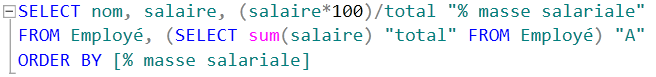 SELECT nom, salaire, (salaire*100)/total "% masse salariale"
FROM Employé, (SELECT sum(salaire) "total" FROM Employé) "A"
ORDER BY [% masse salariale]